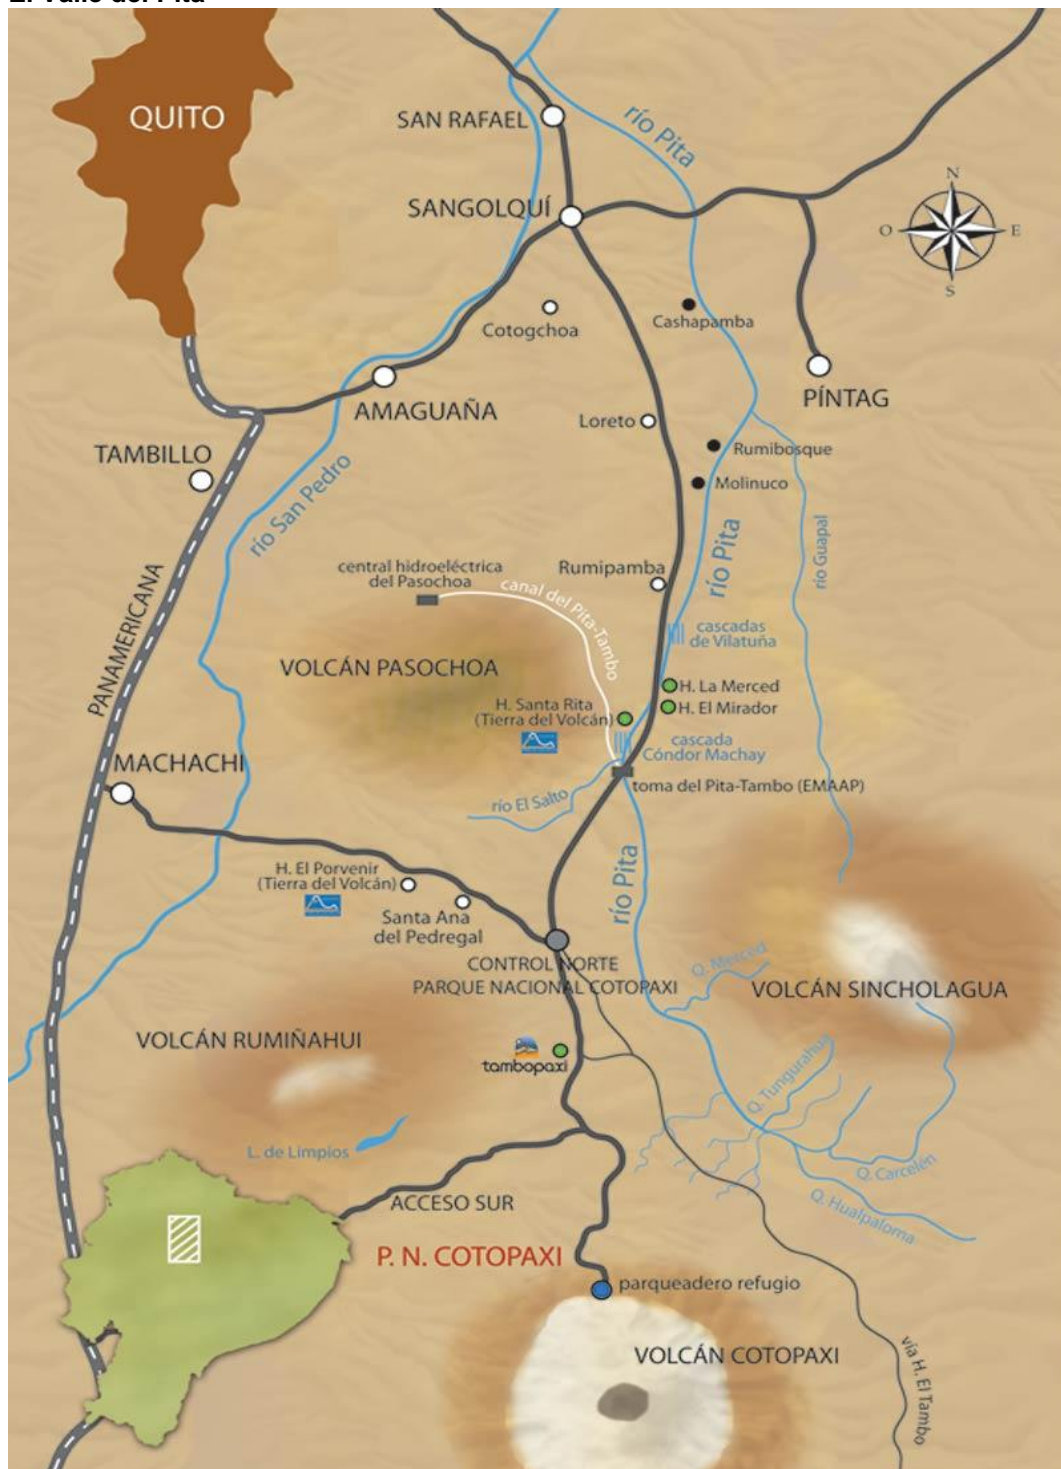 El Valle del Pita
QUITO
SAN RAFAEL
río Pita
SANGOLQUÍ
N
O
E
S
Cotogchoa
Cashapamba
AMAGUAÑA
PÍNTAG
Loreto
TAMBILLO
Rumibosque
Molinuco
río San Pedro
río Pita
río Guapal
central hidroeléctrica
del Pasochoa
canal del Pita-Tambo
Rumipamba
PANAMERICANA
cascadas
de Vilatuña
VOLCÁN PASOCHOA
H. La Merced
H. El Mirador
H. Santa Rita
(Tierra del Volcán)
cascada
Cóndor Machay
MACHACHI
toma del Pita-Tambo (EMAAP)
río El Salto
río Pita
H. El Porvenir
(Tierra del Volcán)
Santa Ana
del Pedregal
CONTROL NORTE
PARQUE NACIONAL COTOPAXI
Q. Merced
VOLCÁN SINCHOLAGUA
VOLCÁN RUMIÑAHUI
tambopaxi
Q. Tungurahua
L. de Limpios
Q. Carcelén
ACCESO SUR
Q. Hualpaloma
P. N. COTOPAXI
parqueadero refugio
VOLCÁN COTOPAXI
vía H. El Tambo